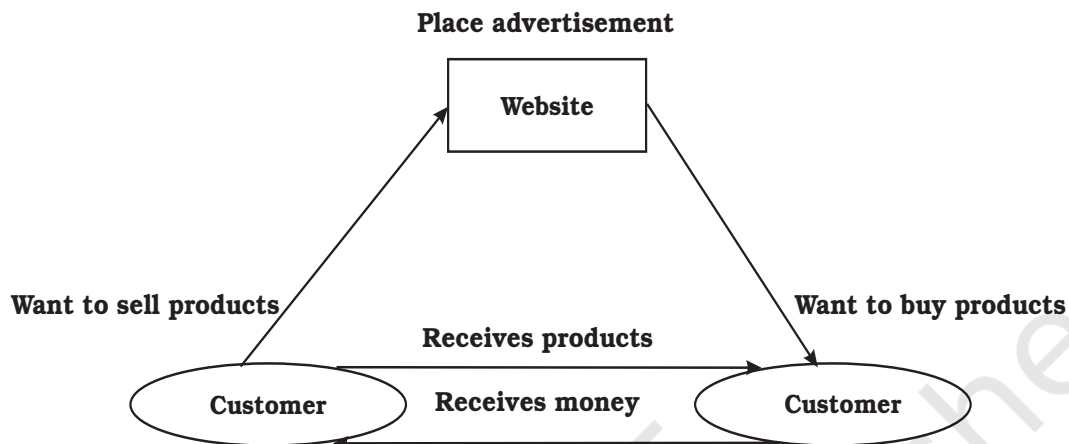 Place advertisement
Website
Want to sell products
Want to buy products
Receives products
Customer
Receives money
Customer